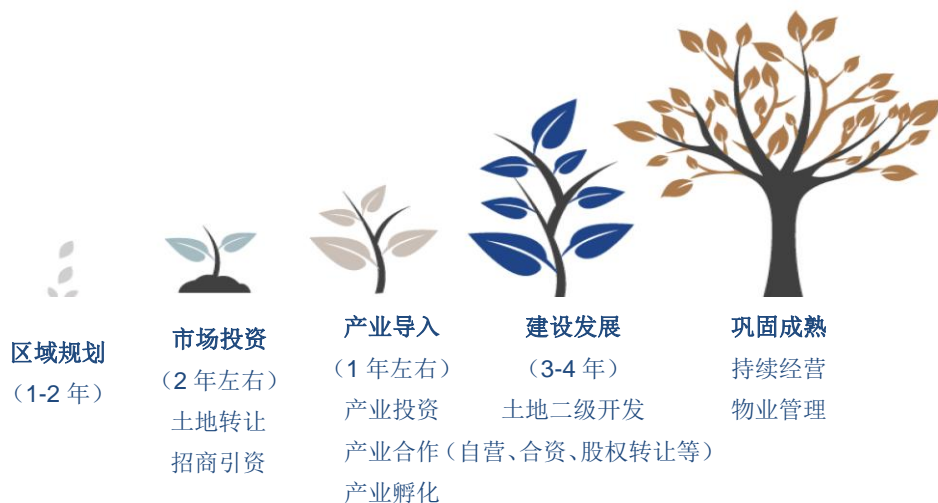 区域规划
（1-2 年）
市场投资
（2 年左右）
土地转让
招商引资
产业导入
（1 年左右）
产业投资
产业合作（自营、合资、股权转让等）
产业孵化
建设发展
（3-4 年）
土地二级开发
巩固成熟
持续经营
物业管理